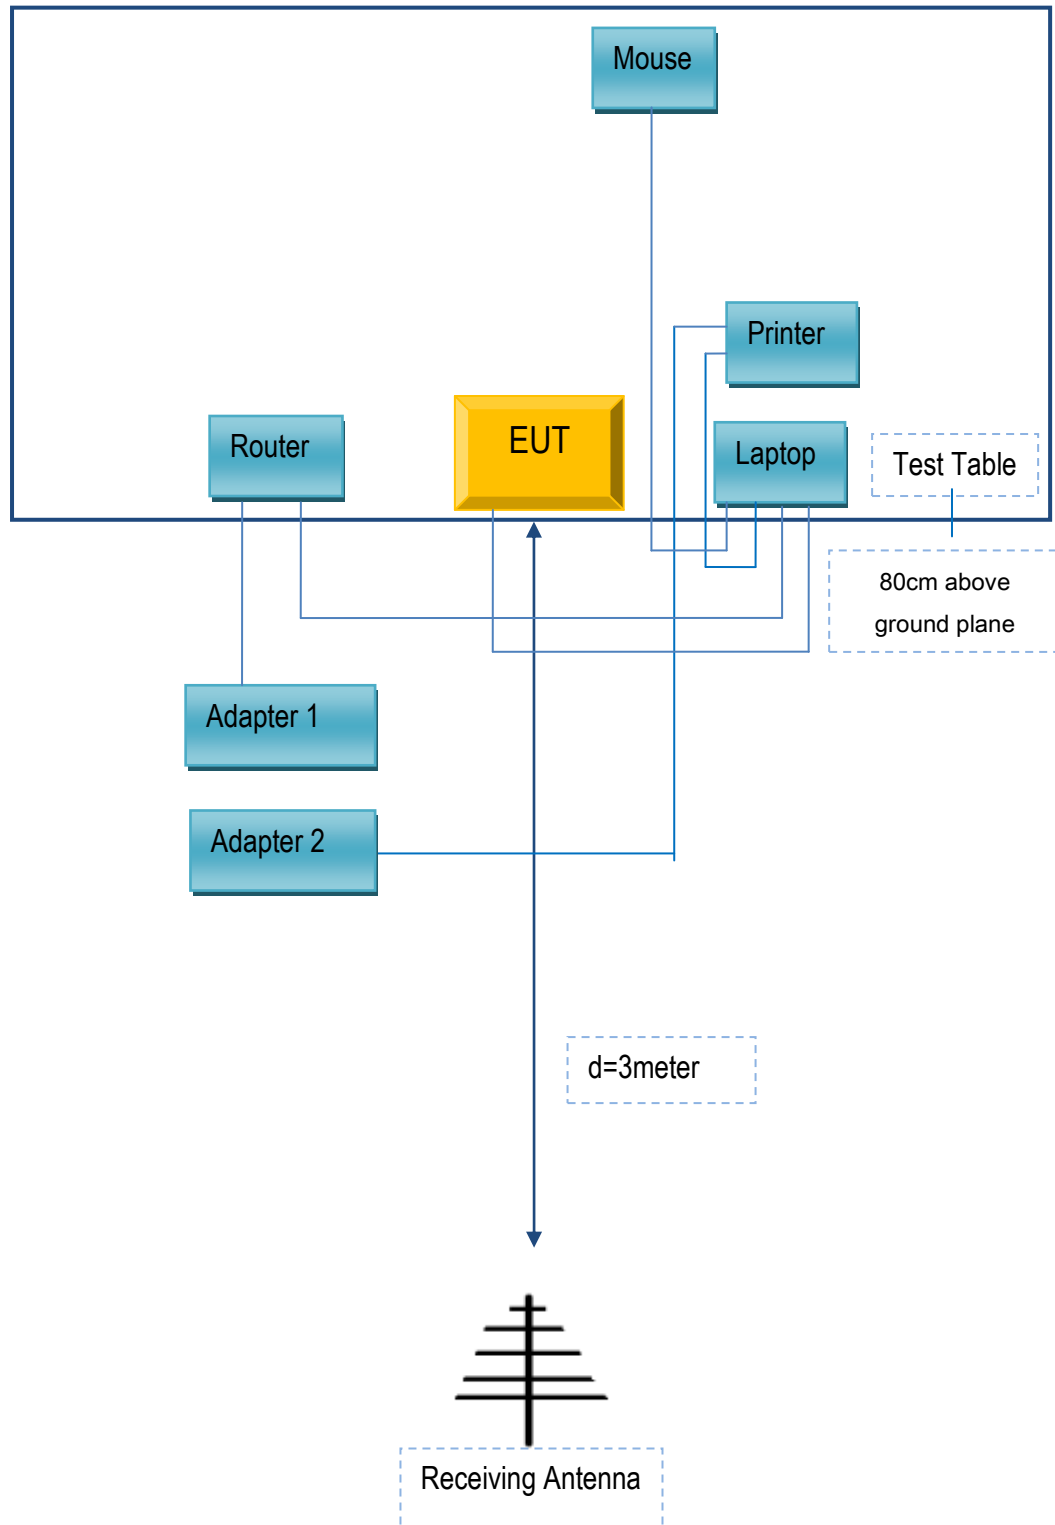 Mouse
Printer
Router
EUT
Laptop
Test Table
80cm above
ground plane
Adapter 1
Adapter 2
d=3meter
Receiving Antenna